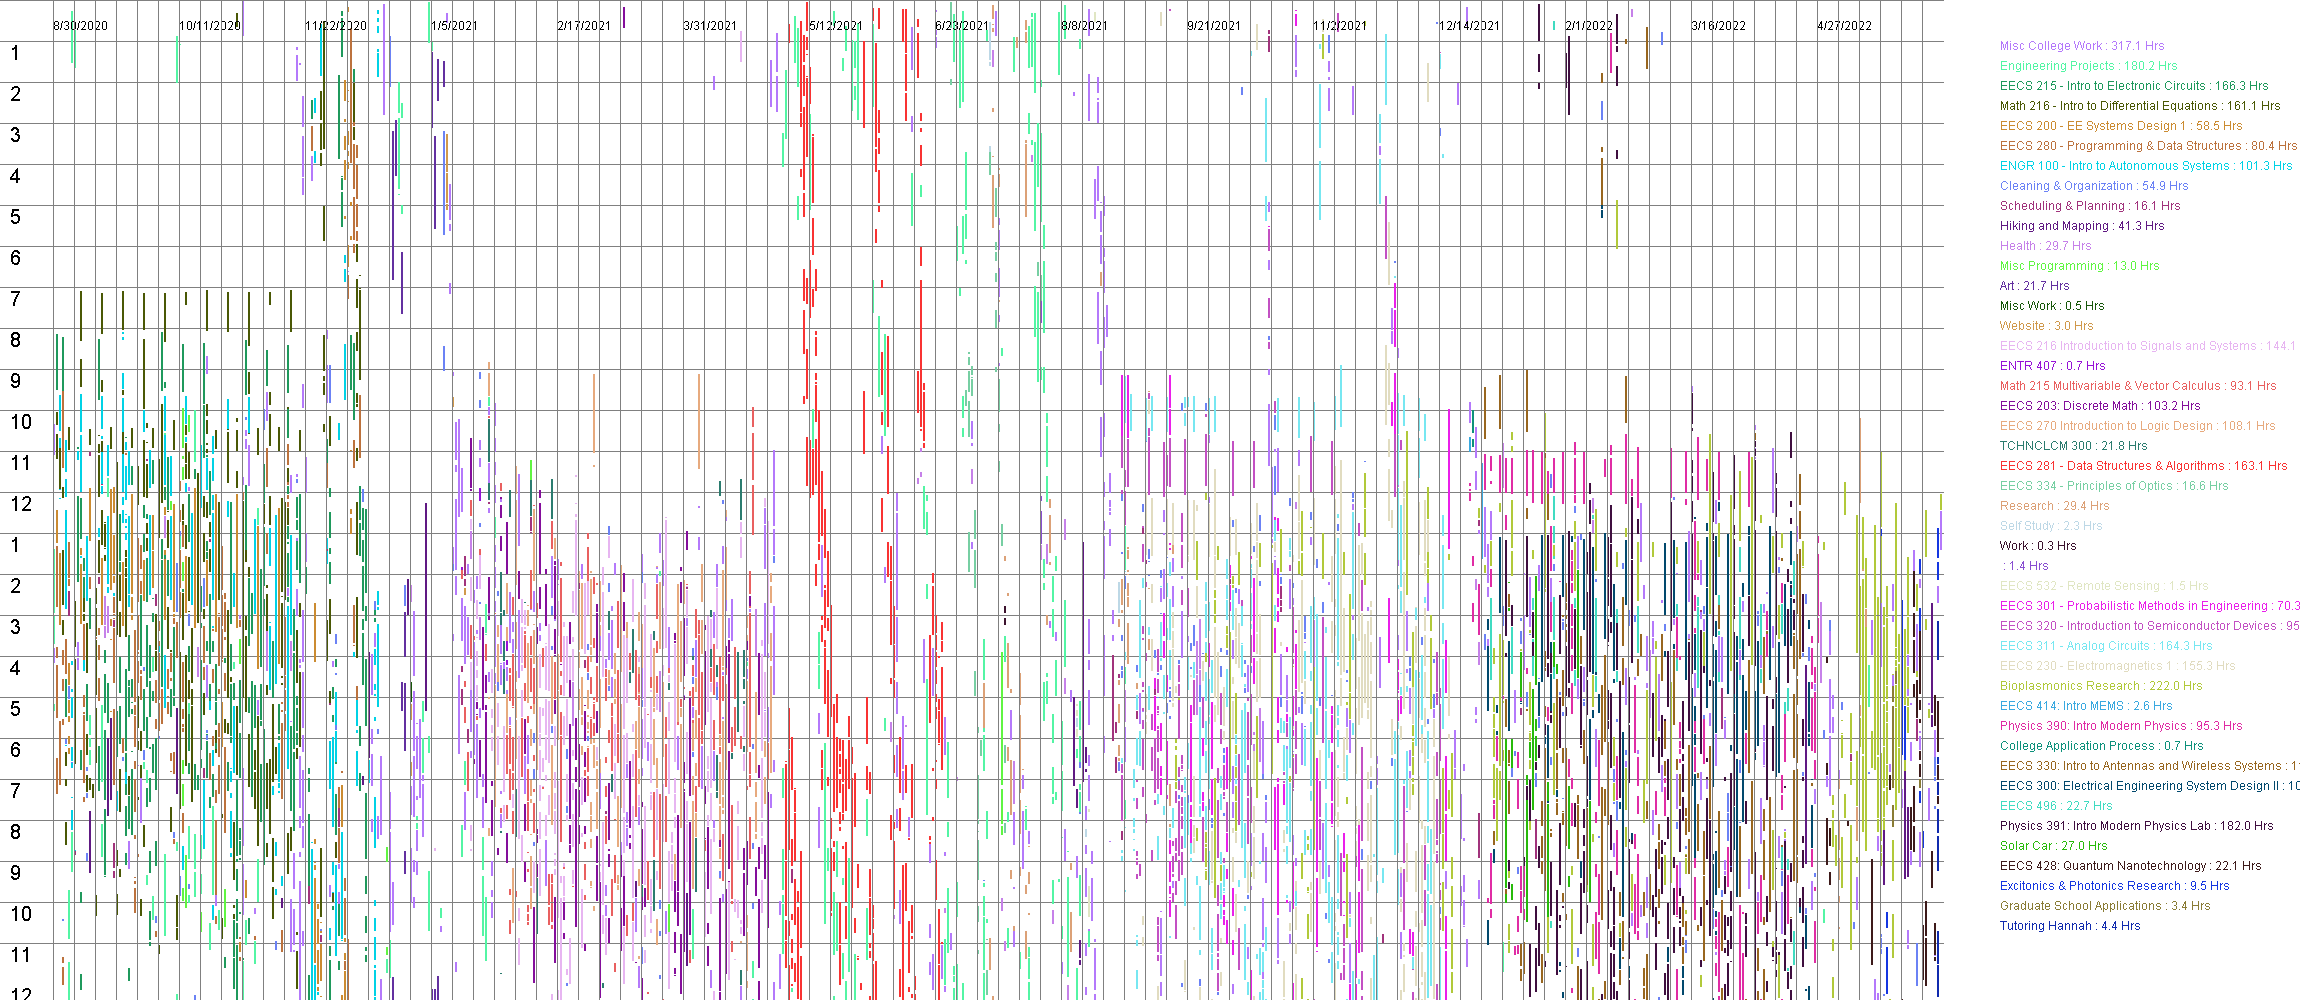 8/30/2020 10/11/2020 11/22/2020 1/5/2021 2/17/2021 3/31/2021 5/12/2021 6/23/2021 8/8/2021 9/21/2021 11/2/2021 12/14/2021 2/1/2022 3/16/2022 4/27/2022
1
2
3
4
5
6
7
8
9
10
11
12
1
2
3
4
5
6
7
8
9
10
11
12
Misc College Work : 317.1 Hrs
Engineering Projects : 180.2 Hrs
EECS 215 - Intro to Electronic Circuits : 166.3 Hrs
Math 216 - Intro to Differential Equations : 161.1 Hrs
EECS 200 - EE Systems Design 1 : 58.5 Hrs
EECS 280 - Programming & Data Structures : 80.4 Hrs
ENGR 100 - Intro to Autonomous Systems : 101.3 Hrs
Cleaning & Organization : 54.9 Hrs
Scheduling & Planning : 16.1 Hrs
Hiking and Mapping : 41.3 Hrs
Health : 29.7 Hrs
Misc Programming : 13.0 Hrs
Art : 21.7 Hrs
Misc Work : 0.5 Hrs
Website : 3.0 Hrs
EECS 216 Introduction to Signals and Systems : 144.1
ENTR 407 : 0.7 Hrs
Math 215 Multivariable & Vector Calculus : 93.1 Hrs
EECS 203: Discrete Math : 103.2 Hrs
EECS 270 Introduction to Logic Design : 108.1 Hrs
TCHNCLCM 300 : 21.8 Hrs
EECS 281 - Data Structures & Algorithms : 163.1 Hrs
EECS 334 - Principles of Optics : 16.6 Hrs
Research : 29.4 Hrs
Self Study : 2.3 Hrs
Work : 0.3 Hrs
: 1.4 Hrs
EECS 532 - Remote Sensing : 1.5 Hrs
EECS 301 - Probabilistic Methods in Engineering : 70.3
EECS 320 - Introduction to Semiconductor Devices : 95
EECS 311 - Analog Circuits : 164.3 Hrs
EECS 230 - Electromagnetics 1 : 155.3 Hrs
Bioplasmonics Research : 222.0 Hrs
EECS 414: Intro MEMS : 2.6 Hrs
Physics 390: Intro Modern Physics : 95.3 Hrs
College Application Process : 0.7 Hrs
EECS 330: Intro to Antennas and Wireless Systems : 1
EECS 300: Electrical Engineering System Design II : 10
EECS 496 : 22.7 Hrs
Physics 391: Intro Modern Physics Lab : 182.0 Hrs
Solar Car : 27.0 Hrs
EECS 428: Quantum Nanotechnology : 22.1 Hrs
Excitonics & Photonics Research : 9.5 Hrs
Graduate School Applications : 3.4 Hrs
Tutoring Hannah : 4.4 Hrs